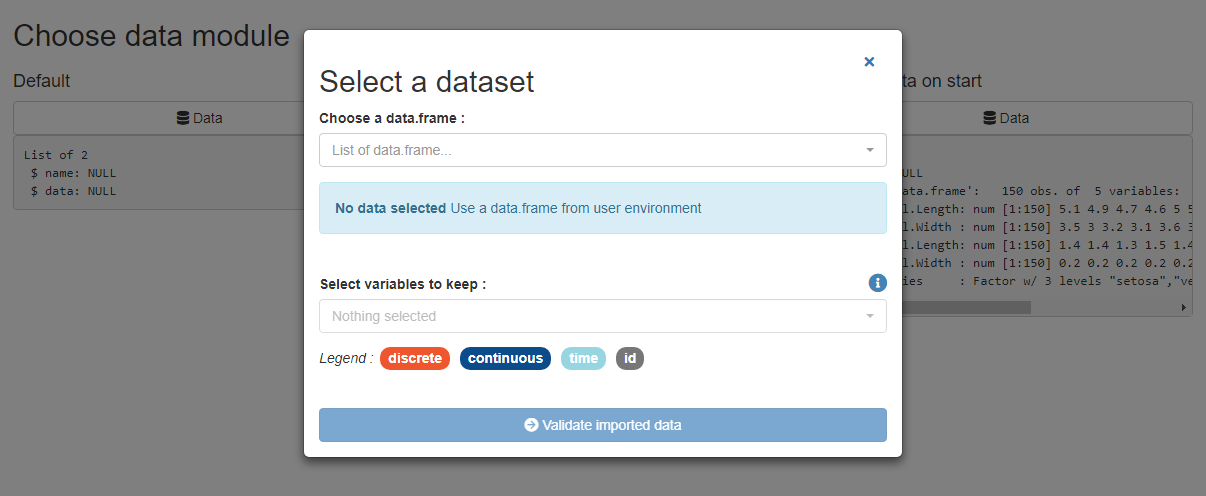 Choose data module
Default
Data
List of 2
$ name: NULL
$ data: NULL
Select a dataset
Choose a data.frame :
List of data.frame...
No data selected Use a data.frame from user environment
Select variables to keep :
Nothing selected
Legend : discrete continuous time id
Validate imported data
ta on start
Data
ULL
ata.frame': 150 obs. of 5 variables:
l.Length: num [1:150] 5.1 4.9 4.7 4.6 5 5
l.Width : num [1:150] 3.5 3 3.2 3.1 3.6 3
l.Length: num [1:150] 1.4 1.4 1.3 1.5 1.4
l.Width : num [1:150] 0.2 0.2 0.2 0.2 0.2
ies : Factor w/ 3 levels "setosa","ve